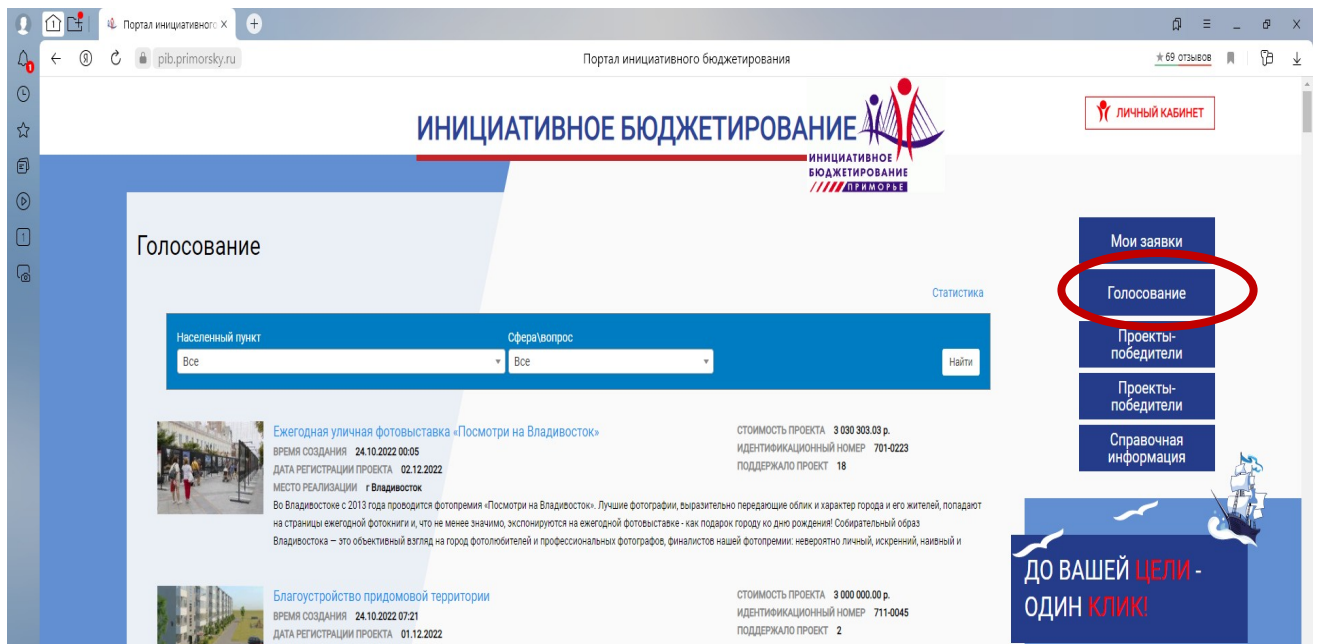 Портал инициативног
pib.primorsky.ru
Портал инициативного бюджетирования
69 отзывов
ИНИЦИАТИВНОЕ БЮДЖЕТИРОВАНИЕ
ИНИЦИАТИВНОЕ
БЮДЖЕТИРОВАНИЕ
ПРИМОРЬЕ
ЛИЧНЫЙ КАБИНЕТ
Голосование
Статистика
Населенный пункт
Сфера\вопрос
Все
Все
Найти
Ежегодная уличная фотовыставка «Посмотри на Владивосток»
ВРЕМЯ СОЗДАНИЯ 24.10.2022 00:05
ДАТА РЕГИСТРАЦИИ ПРОЕКТА 02.12.2022
МЕСТО РЕАЛИЗАЦИИ г Владивосток
СТОИМОСТЬ ПРОЕКТА 3 030 303.03 р.
ИДЕНТИФИКАЦИОННЫЙ НОМЕР 701-0223
ПОДДЕРЖАЛО ПРОЕКТ 18
Во Владивостоке с 2013 года проводится фотопремия «Посмотри на Владивосток». Лучшие фотографии, выразительно передающие облик и характер города и его жителей, попадают
на страницы ежегодной фотокниги и, что не менее значимо, экспонируются на ежегодной фотовыставке - как подарок городу ко дню рождения! Собирательный образ
Владивостока — это объективный взгляд на город фотолюбителей и профессиональных фотографов, финалистов нашей фотопремии: невероятно личный, искренний, наивный и
Благоустройство придомовой территории
ВРЕМЯ СОЗДАНИЯ 24.10.2022 07:21
ДАТА РЕГИСТРАЦИИ ПРОЕКТА 01.12.2022
СТОИМОСТЬ ПРОЕКТА 3 000 000.00 р.
ИДЕНТИФИКАЦИОННЫЙ НОМЕР 711-0045
ПОДДЕРЖАЛО ПРОЕКТ 2
Мои заявки
Голосование
Проекты-
победители
Проекты-
победители
Справочная
информация
ДО ВАШЕЙ ЦЕЛИ -
ОДИН КЛИК!